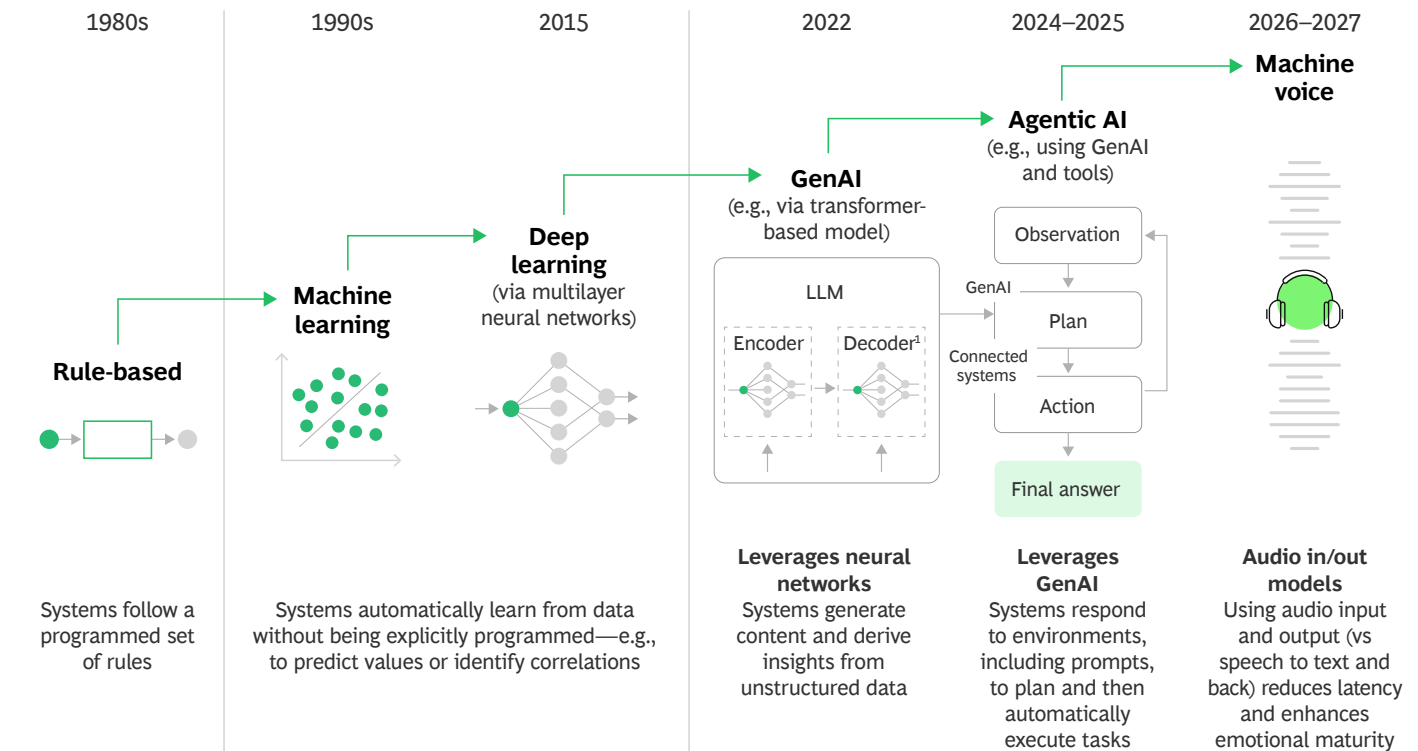 1980s
1990s
2015
2022
2024–2025
2026–2027
Rule-based
Machine
learning
Deep
learning
(via multilayer
neural networks)
GenAI
(e.g., via transformer-
based model)
LLM
Encoder
Decoder¹
Agentic AI
(e.g., using GenAI
and tools)
Observation
GenAI
Plan
Connected
systems
Action
Final answer
Machine
voice
Systems follow a
programmed set
of rules
Systems automatically learn from data
without being explicitly programmed—e.g.,
to predict values or identify correlations
Leverages neural
networks
Systems generate
content and derive
insights from
unstructured data
Leverages
GenAI
Systems respond
to environments,
including prompts,
to plan and then
automatically
execute tasks
Audio in/out
models
Using audio input
and output (vs
speech to text and
back) reduces latency
and enhances
emotional maturity